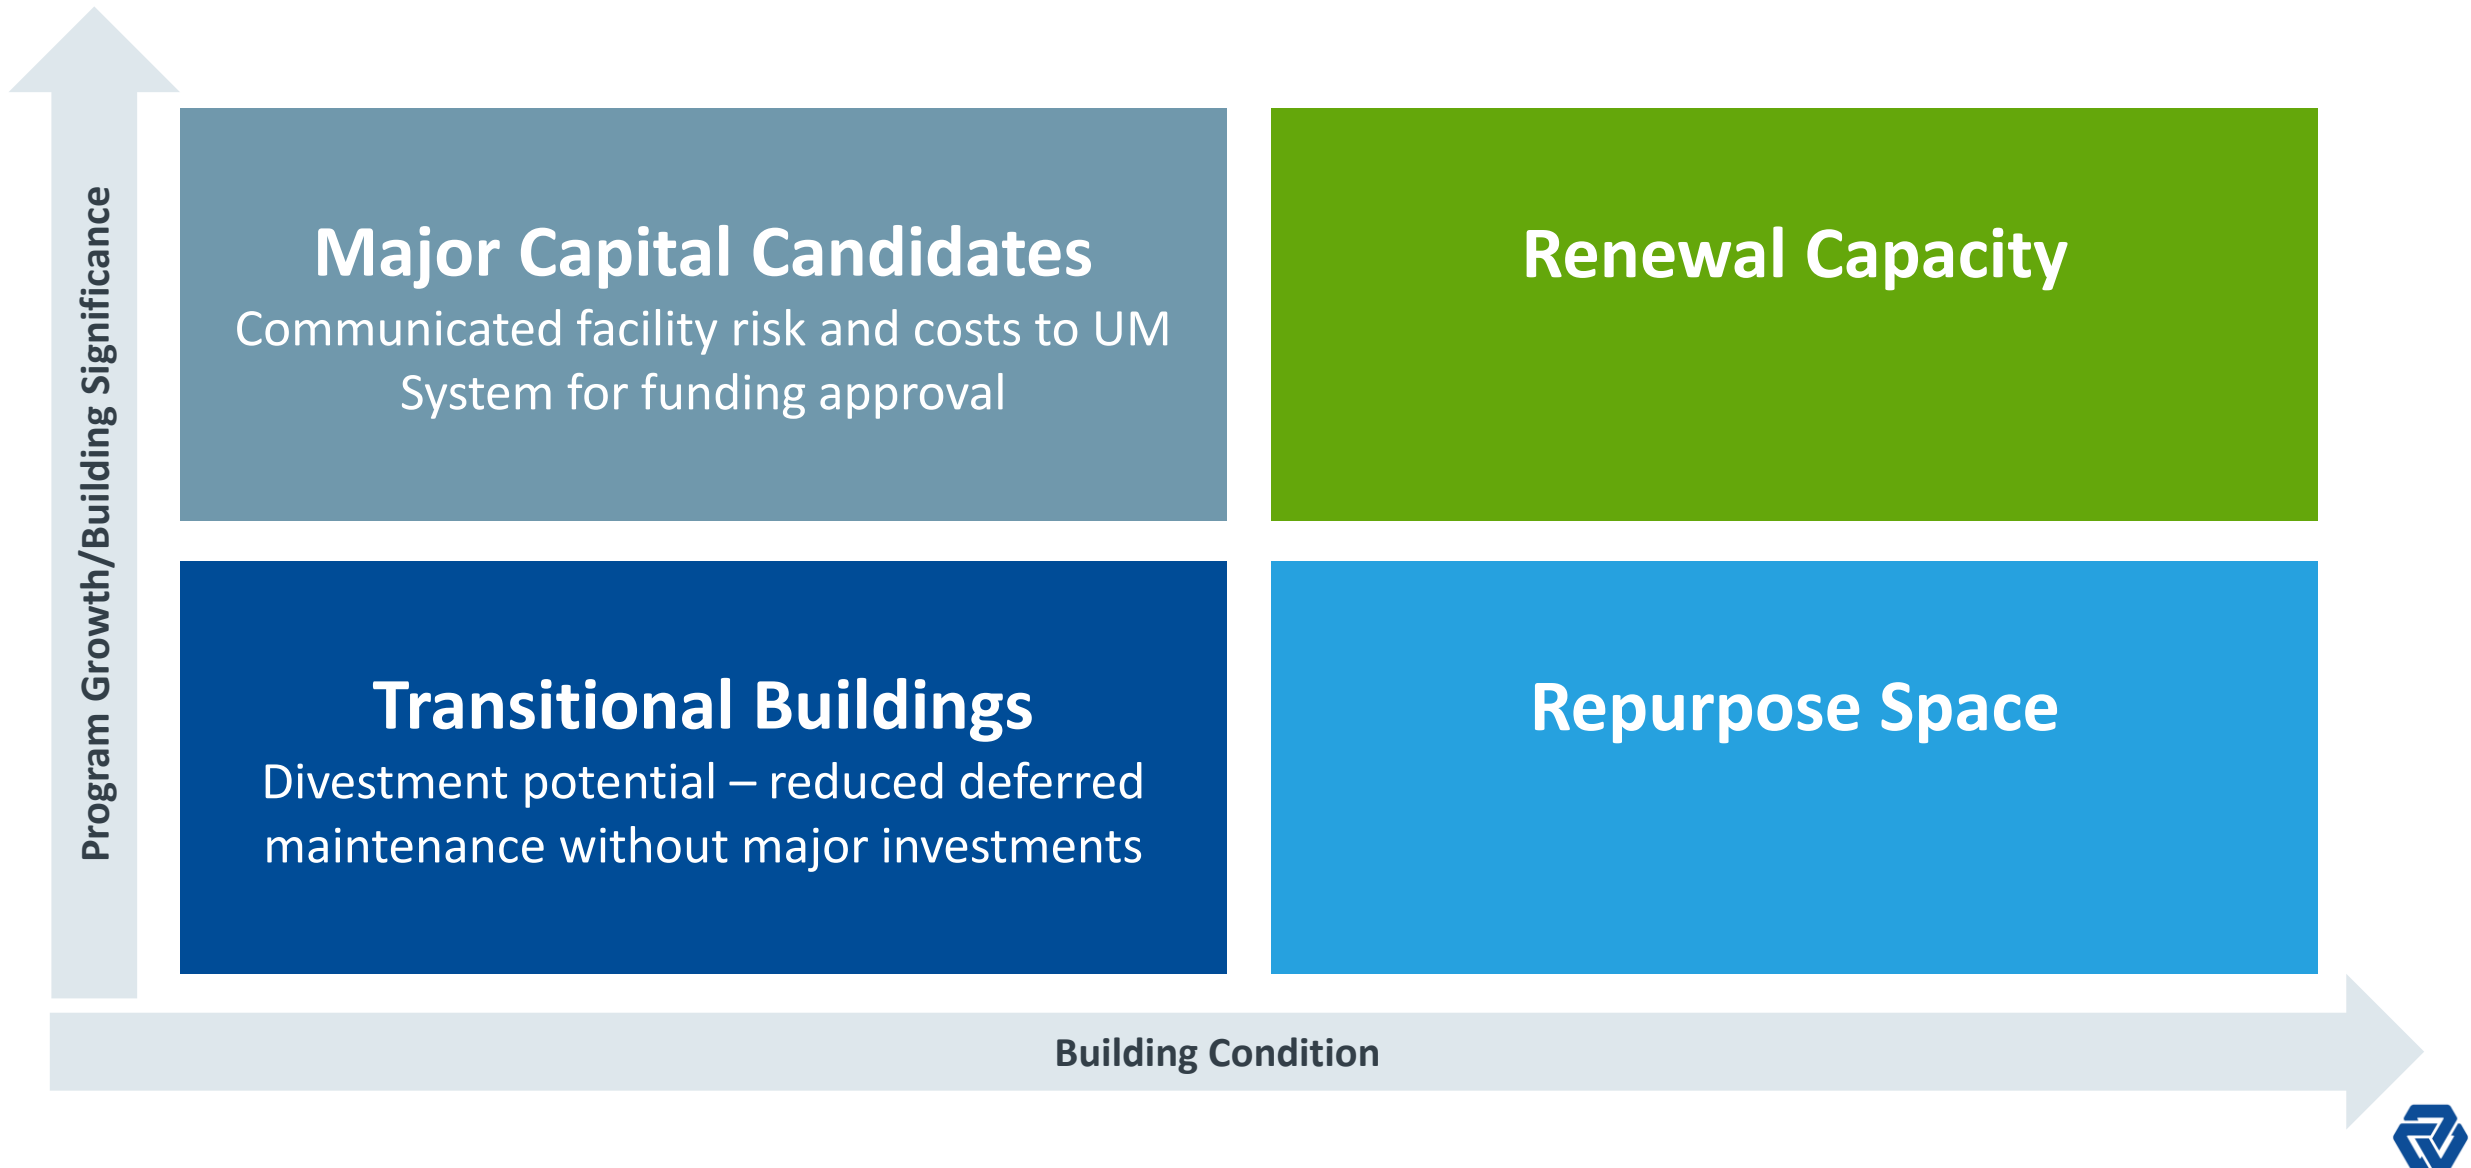 Program Growth/Building Significance
Major Capital Candidates
Communicated facility risk and costs to UM
System for funding approval
Renewal Capacity
Transitional Buildings
Divestment potential – reduced deferred
maintenance without major investments
Repurpose Space
Building Condition